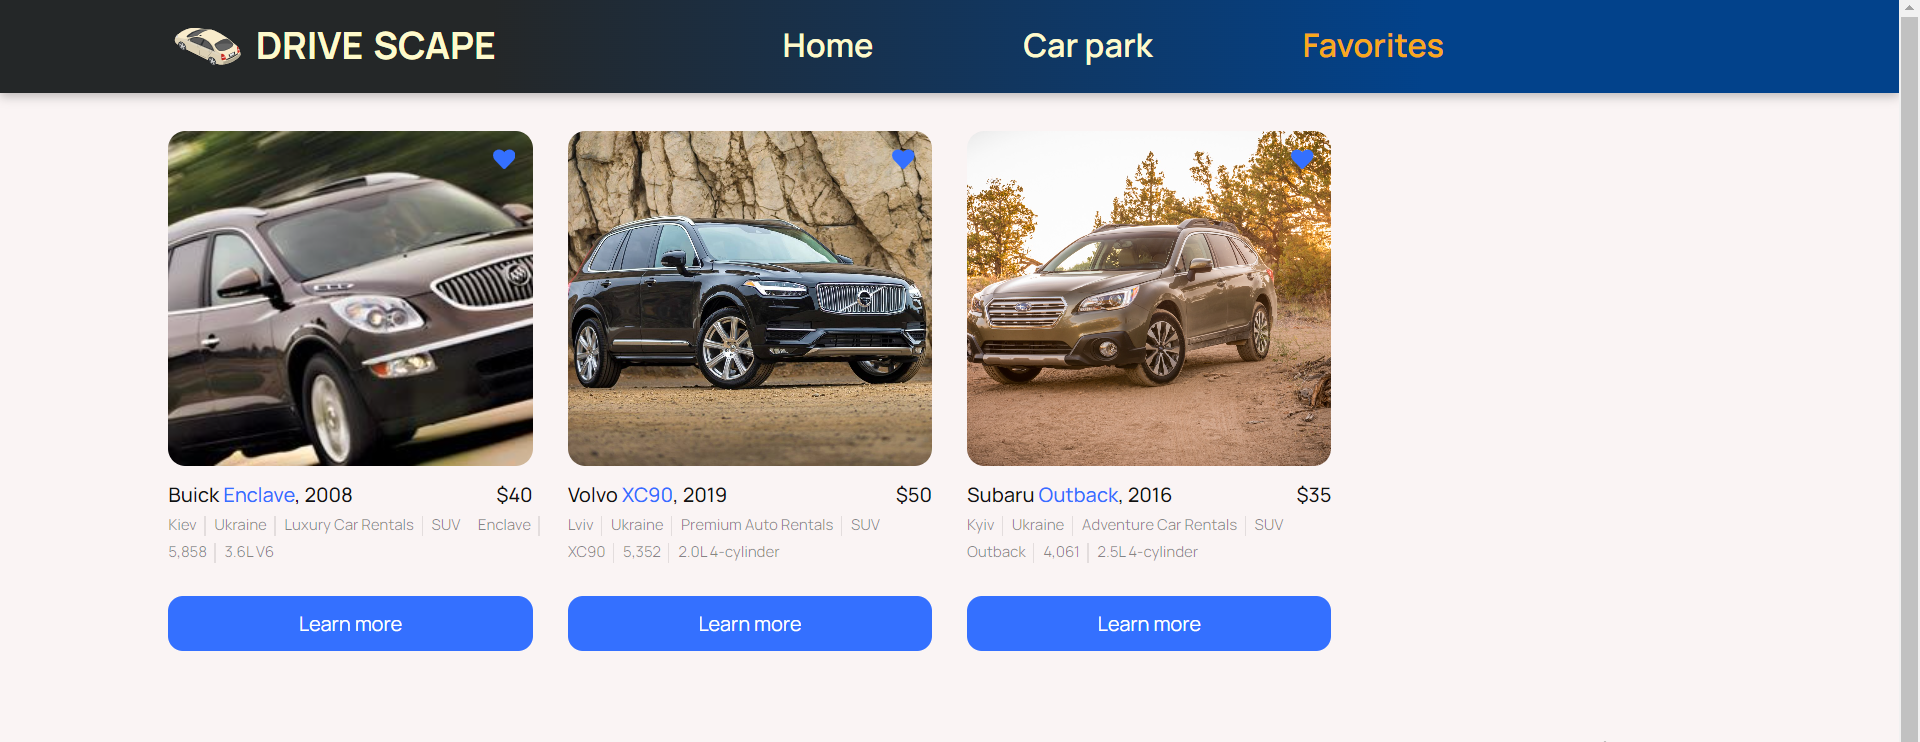 DRIVE SCAPE Home Car park Favorites
Buick Enclave, 2008 $40
Kiev | Ukraine | Luxury Car Rentals | SUV Enclave |
5,858 | 3.6L V6
Learn more
Volvo XC90, 2019 $50
Lviv | Ukraine | Premium Auto Rentals | SUV
XC90 | 5,352 | 2.0L 4-cylinder
Learn more
Subaru Outback, 2016 $35
Kyiv | Ukraine | Adventure Car Rentals | SUV
Outback | 4,061 | 2.5L 4-cylinder
Learn more